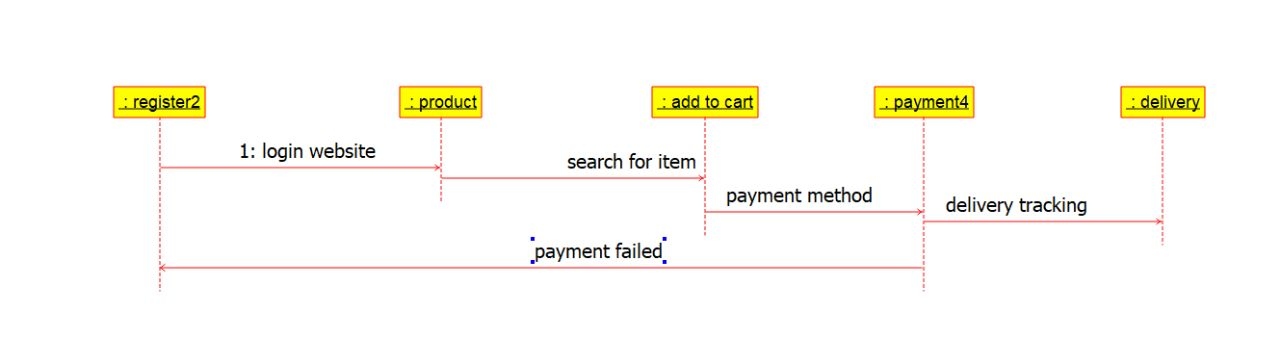 : register2
: product
: add to cart
: payment4
: delivery
1: login website
search for item
payment method
delivery tracking
payment failed